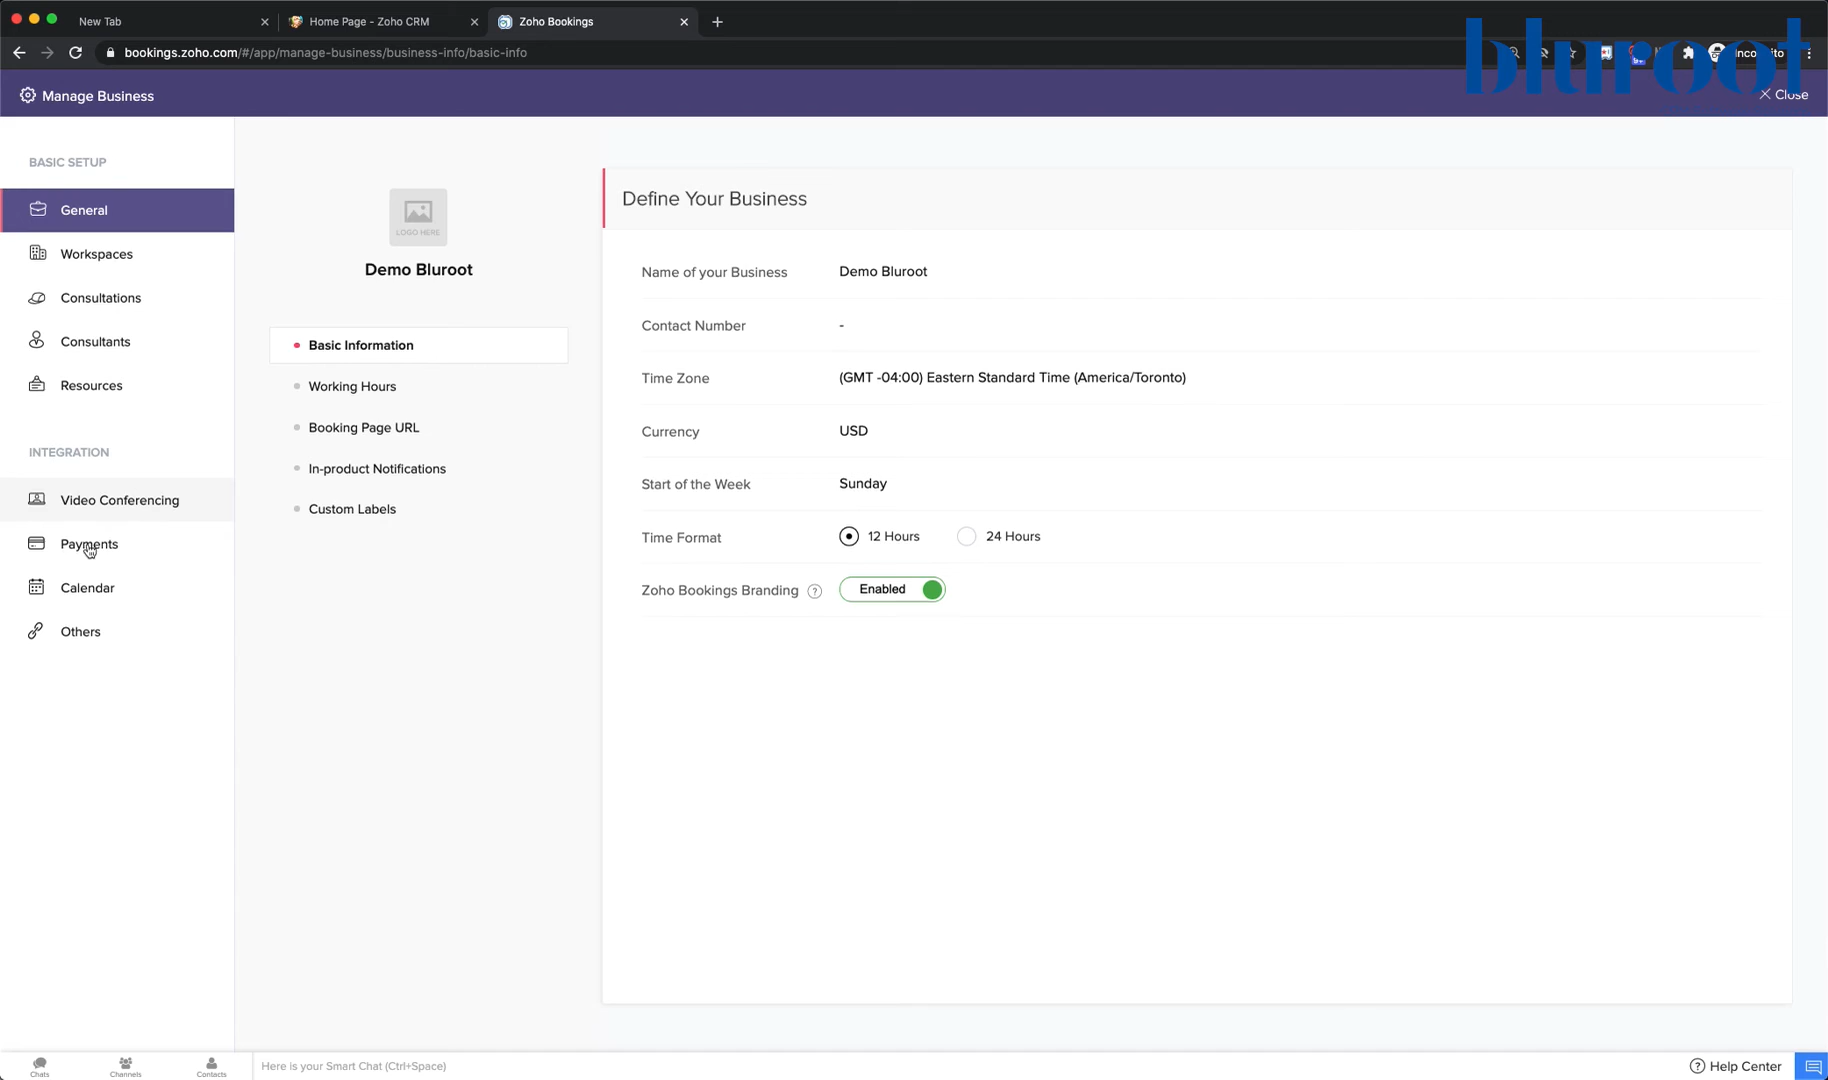 New Tab
Home Page - Zoho CRM
Zoho Bookings
bookings.zoho.com/#/app/manage-business/business-info/basic-info
bluroot
Manage Business
Close
BASIC SETUP
General
Workspaces
Consultations
Consultants
Resources
INTEGRATION
Video Conferencing
Payments
Calendar
Others
LOGO HERE
Demo Bluroot
Basic Information
Working Hours
Booking Page URL
In-product Notifications
Custom Labels
Define Your Business
Name of your Business Demo Bluroot
Contact Number -
Time Zone (GMT -04:00) Eastern Standard Time (America/Toronto)
Currency USD
Start of the Week Sunday
Time Format 12 Hours 24 Hours
Zoho Bookings Branding ? Enabled
Chats
Channels
Contacts
Here is your Smart Chat (Ctrl+Space)
? Help Center